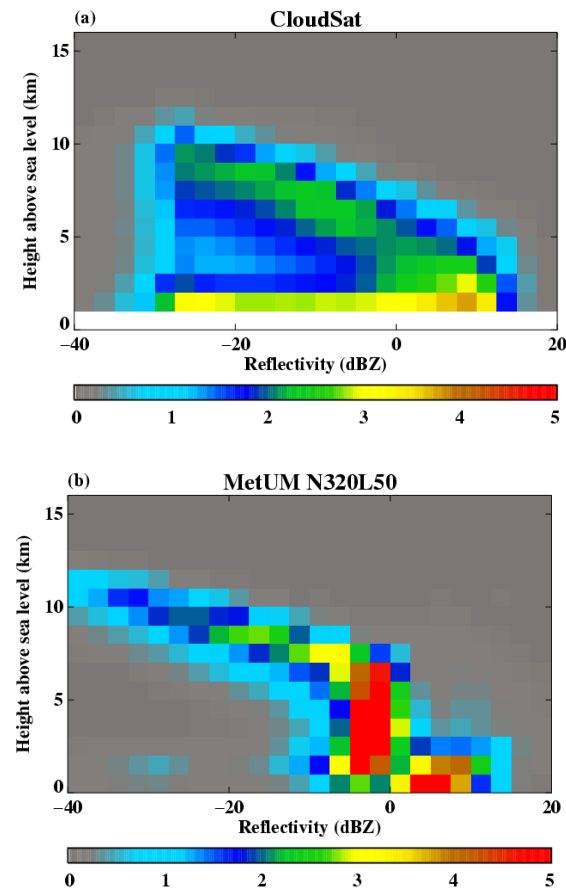 (a) CloudSat
15
10
5
0
Height above sea level (km)
−40 −20 0 20
Reflectivity (dBZ)
0 1 2 3 4 5
(b) MetUM N320L50
15
10
5
0
Height above sea level (km)
−40 −20 0 20
Reflectivity (dBZ)
0 1 2 3 4 5